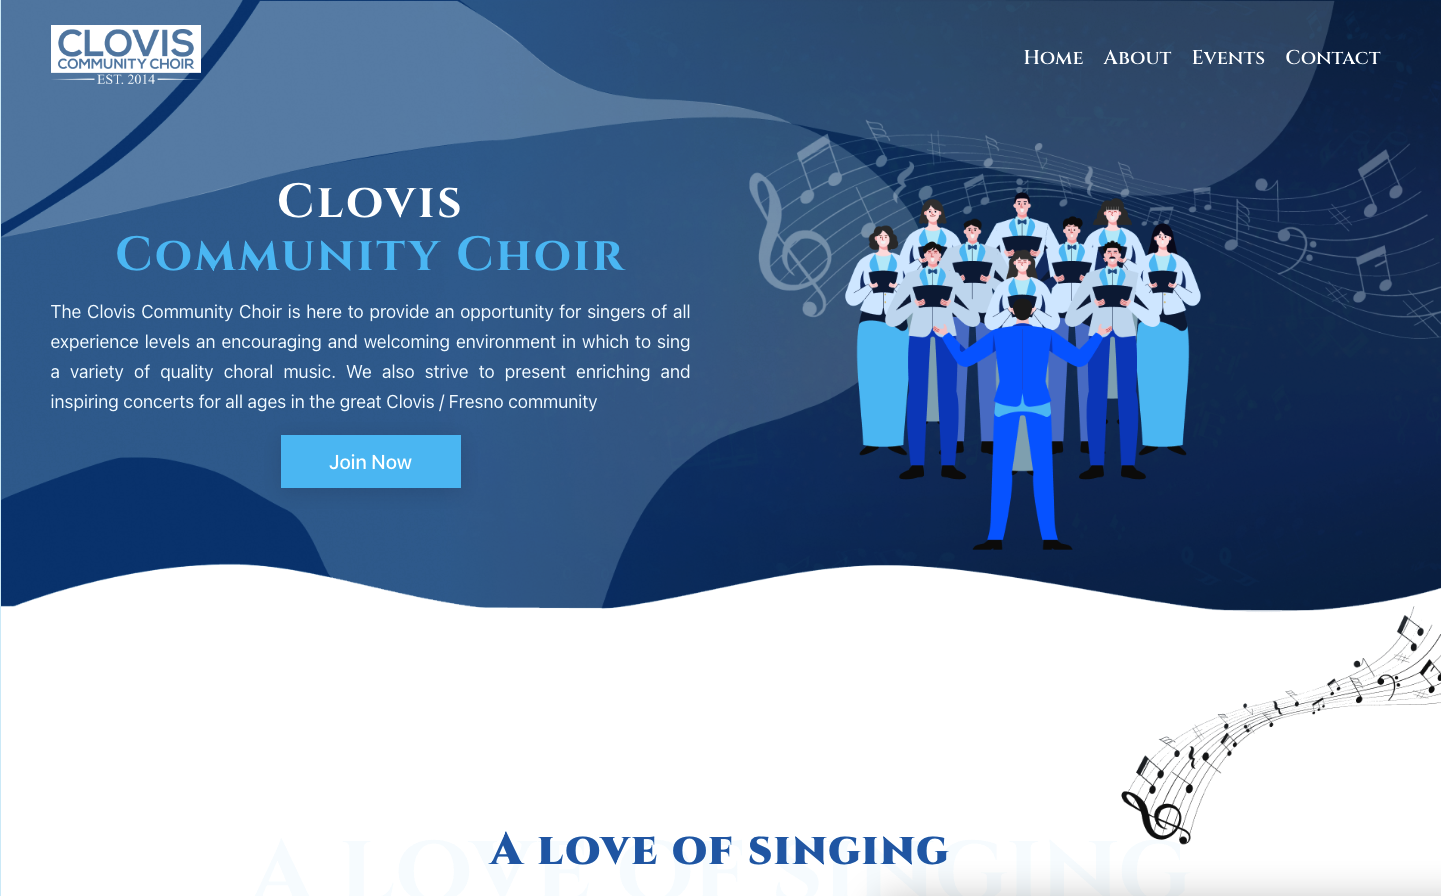 CLOVIS
COMMUNITY CHOIR
EST. 2014
Home About Events Contact
Clovis
Community Choir
The Clovis Community Choir is here to provide an opportunity for singers of all
experience levels an encouraging and welcoming environment in which to sing
a variety of quality choral music. We also strive to present enriching and
inspiring concerts for all ages in the great Clovis / Fresno community
Join Now
A love of singing
A LOVE OF SINGING